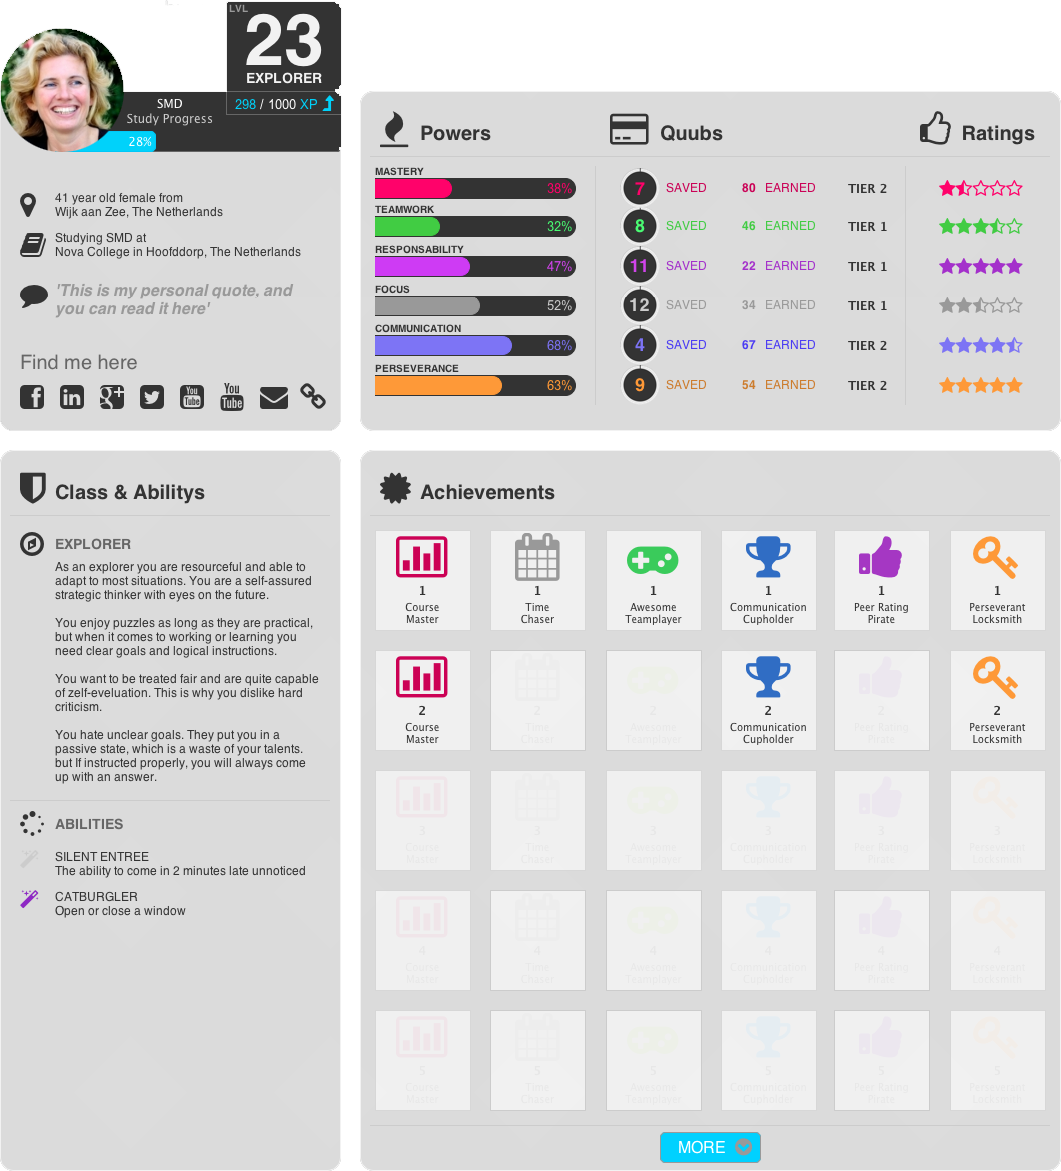 LVL
23
EXPLORER
298 / 1000 XP
SMD
Study Progress
28%
41 year old female from
Wijk aan Zee, The Netherlands
Studying SMD at
Nova College in Hoofddorp, The Netherlands
'This is my personal quote, and
you can read it here'
Find me here
You
Tube
You
Tube
Powers
Quubs
Ratings
MASTERY
38%
7 SAVED 80 EARNED TIER 2
TEAMWORK
32%
8 SAVED 46 EARNED TIER 1
RESPONSABILITY
47%
11 SAVED 22 EARNED TIER 1
FOCUS
52%
12 SAVED 34 EARNED TIER 1
COMMUNICATION
68%
4 SAVED 67 EARNED TIER 2
PERSEVERANCE
63%
9 SAVED 54 EARNED TIER 2
Class & Abilitys
EXPLORER
As an explorer you are resourceful and able to
adapt to most situations. You are a self-assured
strategic thinker with eyes on the future.
You enjoy puzzles as long as they are practical,
but when it comes to working or learning you
need clear goals and logical instructions.
You want to be treated fair and are quite capable
of zelf-eveluation. This is why you dislike hard
criticism.
You hate unclear goals. They put you in a
passive state, which is a waste of your talents.
but If instructed properly, you will always come
up with an answer.
ABILITIES
SILENT ENTREE
The ability to come in 2 minutes late unnoticed
CATBURGLER
Open or close a window
Achievements
1 1 1 1 1 1
Course Time Awesome Communication Peer Rating Perseverant
Master Chaser Teamplayer Cupholder Pirate Locksmith
2 2 2 2 2 2
Course Time Awesome Communication Peer Rating Perseverant
Master Chaser Teamplayer Cupholder Pirate Locksmith
3 3 3 3 3 3
Course Time Awesome Communication Peer Rating Perseverant
Master Chaser Teamplayer Cupholder Pirate Locksmith
4 4 4 4 4 4
Course Time Awesome Communication Peer Rating Perseverant
Master Chaser Teamplayer Cupholder Pirate Locksmith
5 5 5 5 5 5
Course Time Awesome Communication Peer Rating Perseverant
Master Chaser Teamplayer Cupholder Pirate Locksmith
MORE